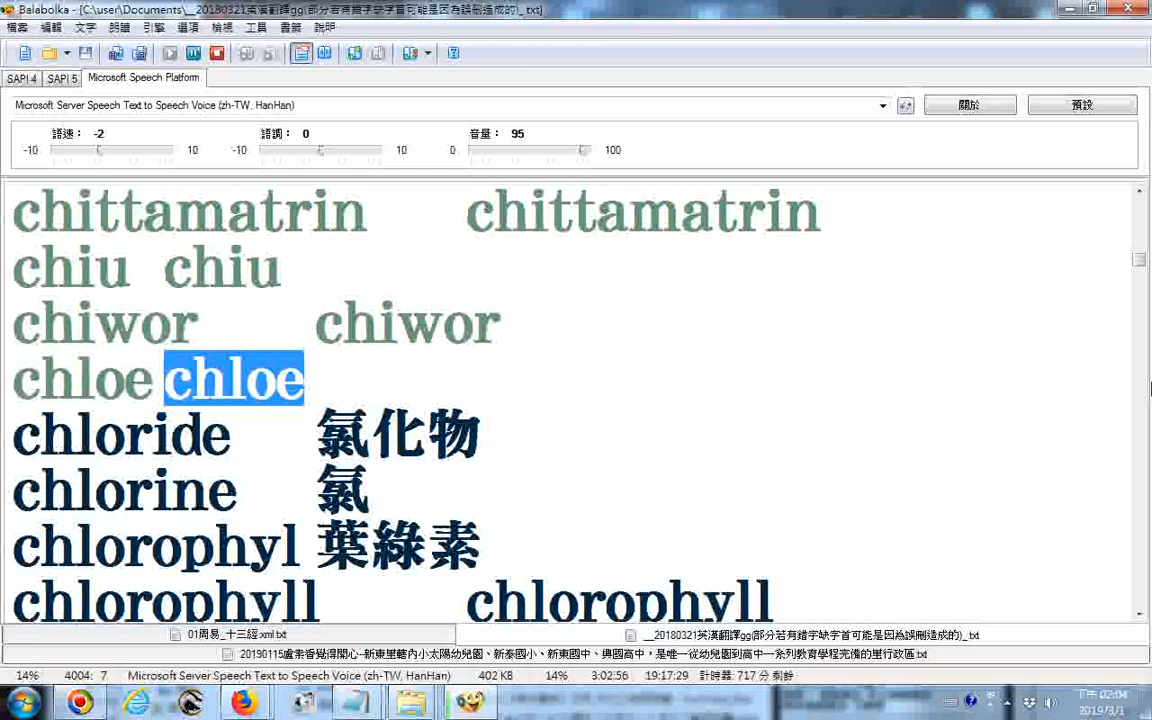 Balabolka - [C:\user\Documents\__20180321英漢翻譯gg(部分若有錯字缺字首可能是因為誤刪造成的)_.txt]
檔案 編輯 文字 朗讀 引擎 選項 檢視 工具 書籤 說明
SAPI 4 SAPI 5 Microsoft Speech Platform
Microsoft Server Speech Text to Speech Voice (zh-TW, HanHan) 關於 預設
語速： -2 語調： 0 音量： 95
-10 10 -10 10 0 100
chittamatrin chittamatrin
chiu chiu
chiwor chiwor
chloe chloe
chloride 氯化物
chlorine 氯
chlorophyl 葉綠素
chlorophyll chlorophyll
01周易_十三經.xml.txt __20180321英漢翻譯gg(部分若有錯字缺字首可能是因為誤刪造成的)_.txt
20190115盧素香覺得開心-新東里轄內小太陽幼兒園、新泰國小、新東國中、興國高中，是唯一從幼兒園到高中一系列教育學程完備的里行政區.txt
14% 4004: 7 Microsoft Server Speech Text to Speech Voice (zh-TW, HanHan) 402 KB 14% 3:02:56 19:17:29 計時器: 717 分 剩餘
下午 02:04
2019/3/1